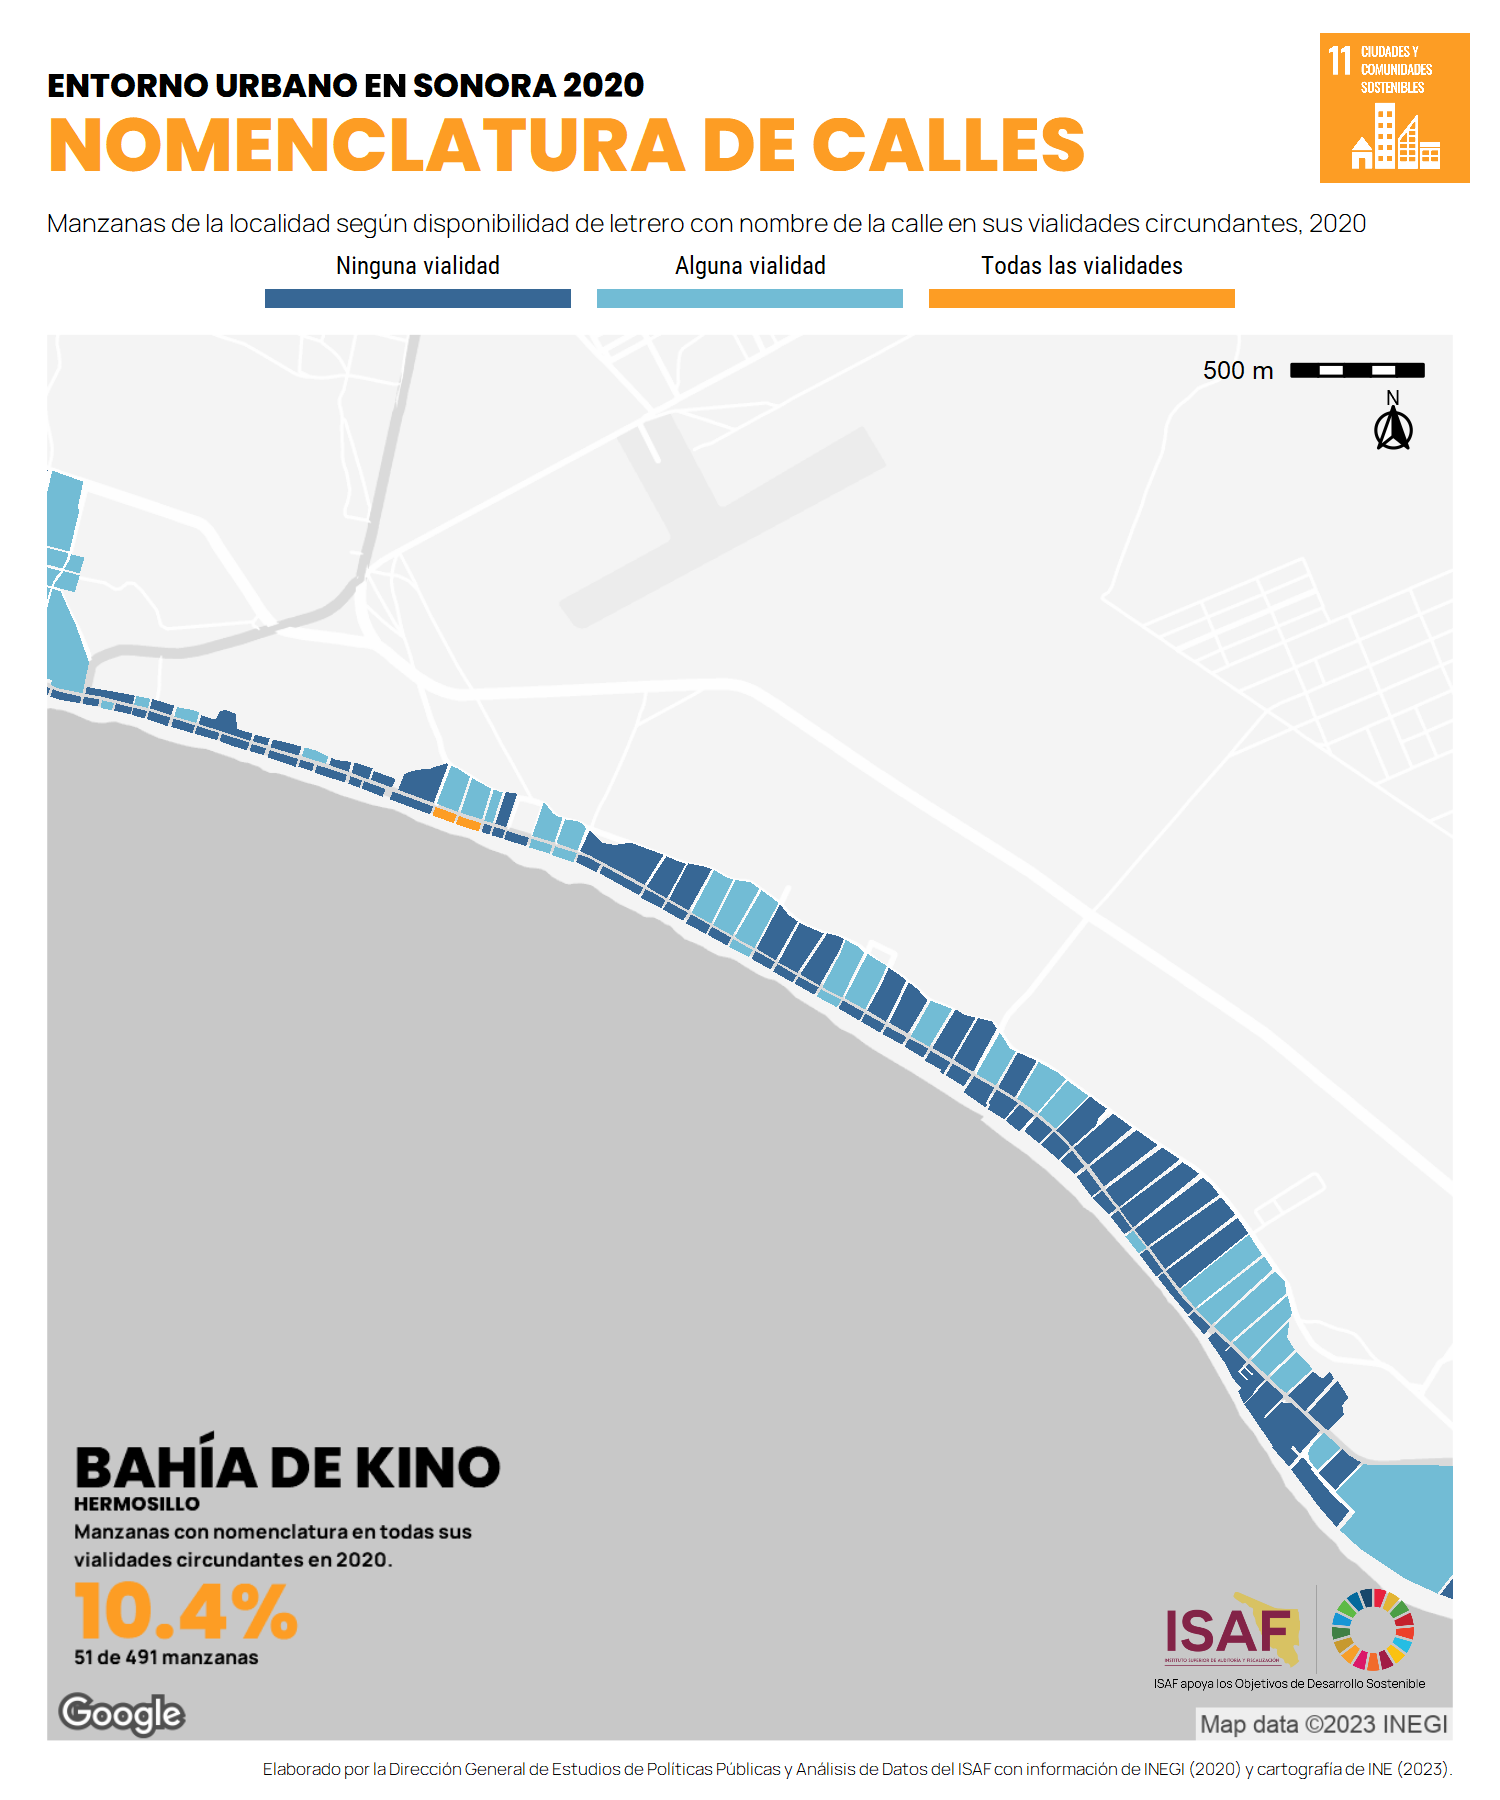 ENTORNO URBANO EN SONORA 2020
NOMENCLATURA DE CALLES
11 CIUDADES Y
COMUNIDADES
SOSTENIBLES
Manzanas de la localidad según disponibilidad de letrero con nombre de la calle en sus vialidades circundantes, 2020
Ninguna vialidad
Alguna vialidad
Todas las vialidades
500 m
N
BAHÍA DE KINO
HERMOSILLO
Manzanas con nomenclatura en todas sus
vialidades circundantes en 2020.
10.4%
51 de 491 manzanas
ISAF
INSTITUTO SUPERIOR DE AUDITORÍA Y FISCALIZACIÓN
ISAF apoya los Objetivos de Desarrollo Sostenible
Google
Map data ©2023 INEGI
Elaborado por la Dirección General de Estudios de Políticas Públicas y Análisis de Datos del ISAF con información de INEGI (2020) y cartografía de INE (2023).